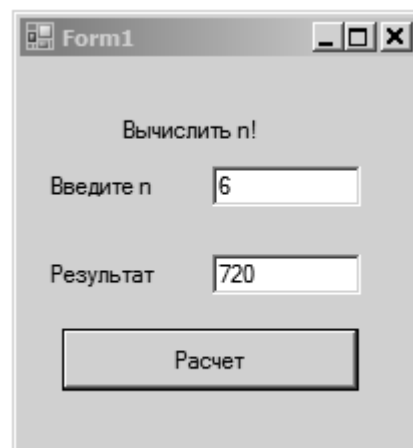 Form1
Вычислить n!
Введите n 6
Результат 720
Расчет